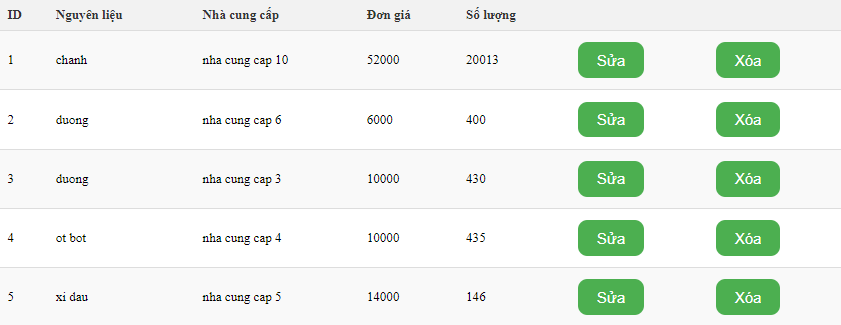 ID Nguyên liệu Nhà cung cấp Đơn giá Số lượng
1 chanh nha cung cap 10 52000 20013 Sửa Xóa
2 duong nha cung cap 6 6000 400 Sửa Xóa
3 duong nha cung cap 3 10000 430 Sửa Xóa
4 ot bot nha cung cap 4 10000 435 Sửa Xóa
5 xi dau nha cung cap 5 14000 146 Sửa Xóa